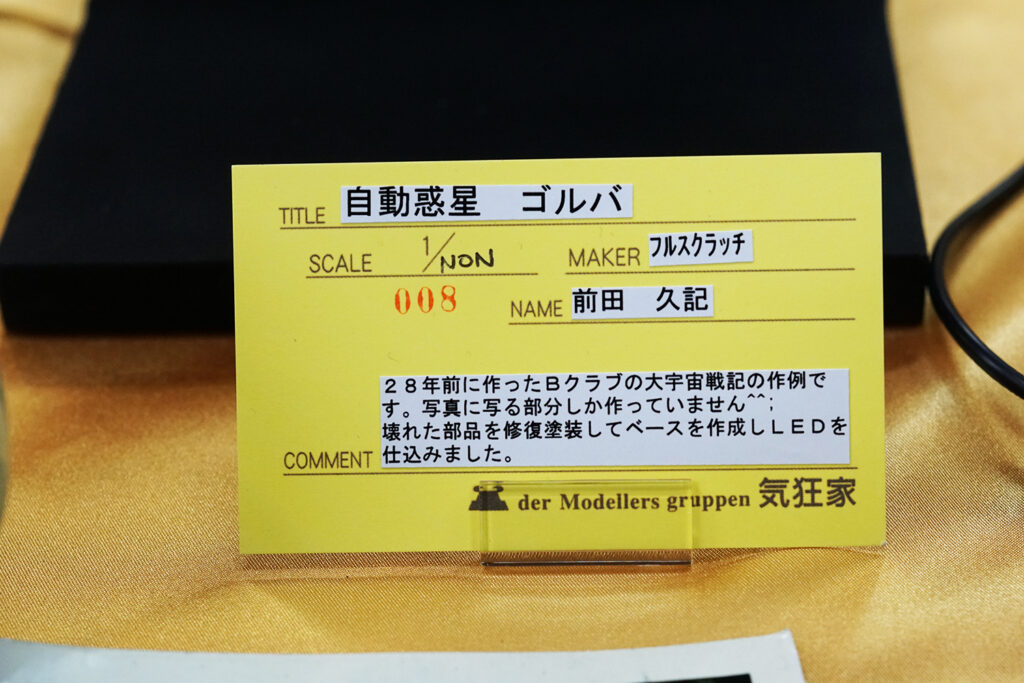 TITLE 自動惑星 ゴルバ
SCALE 1/NON MAKER フルスクラッチ
008 NAME 前田 久記
28年前に作ったBクラブの大宇宙戦記の作例で
す。写真に写る部分しか作っていません^^;
壊れた部品を修復塗装してベースを作成しLEDを
COMMENT 仕込みました。
der Modellers gruppen 気狂家